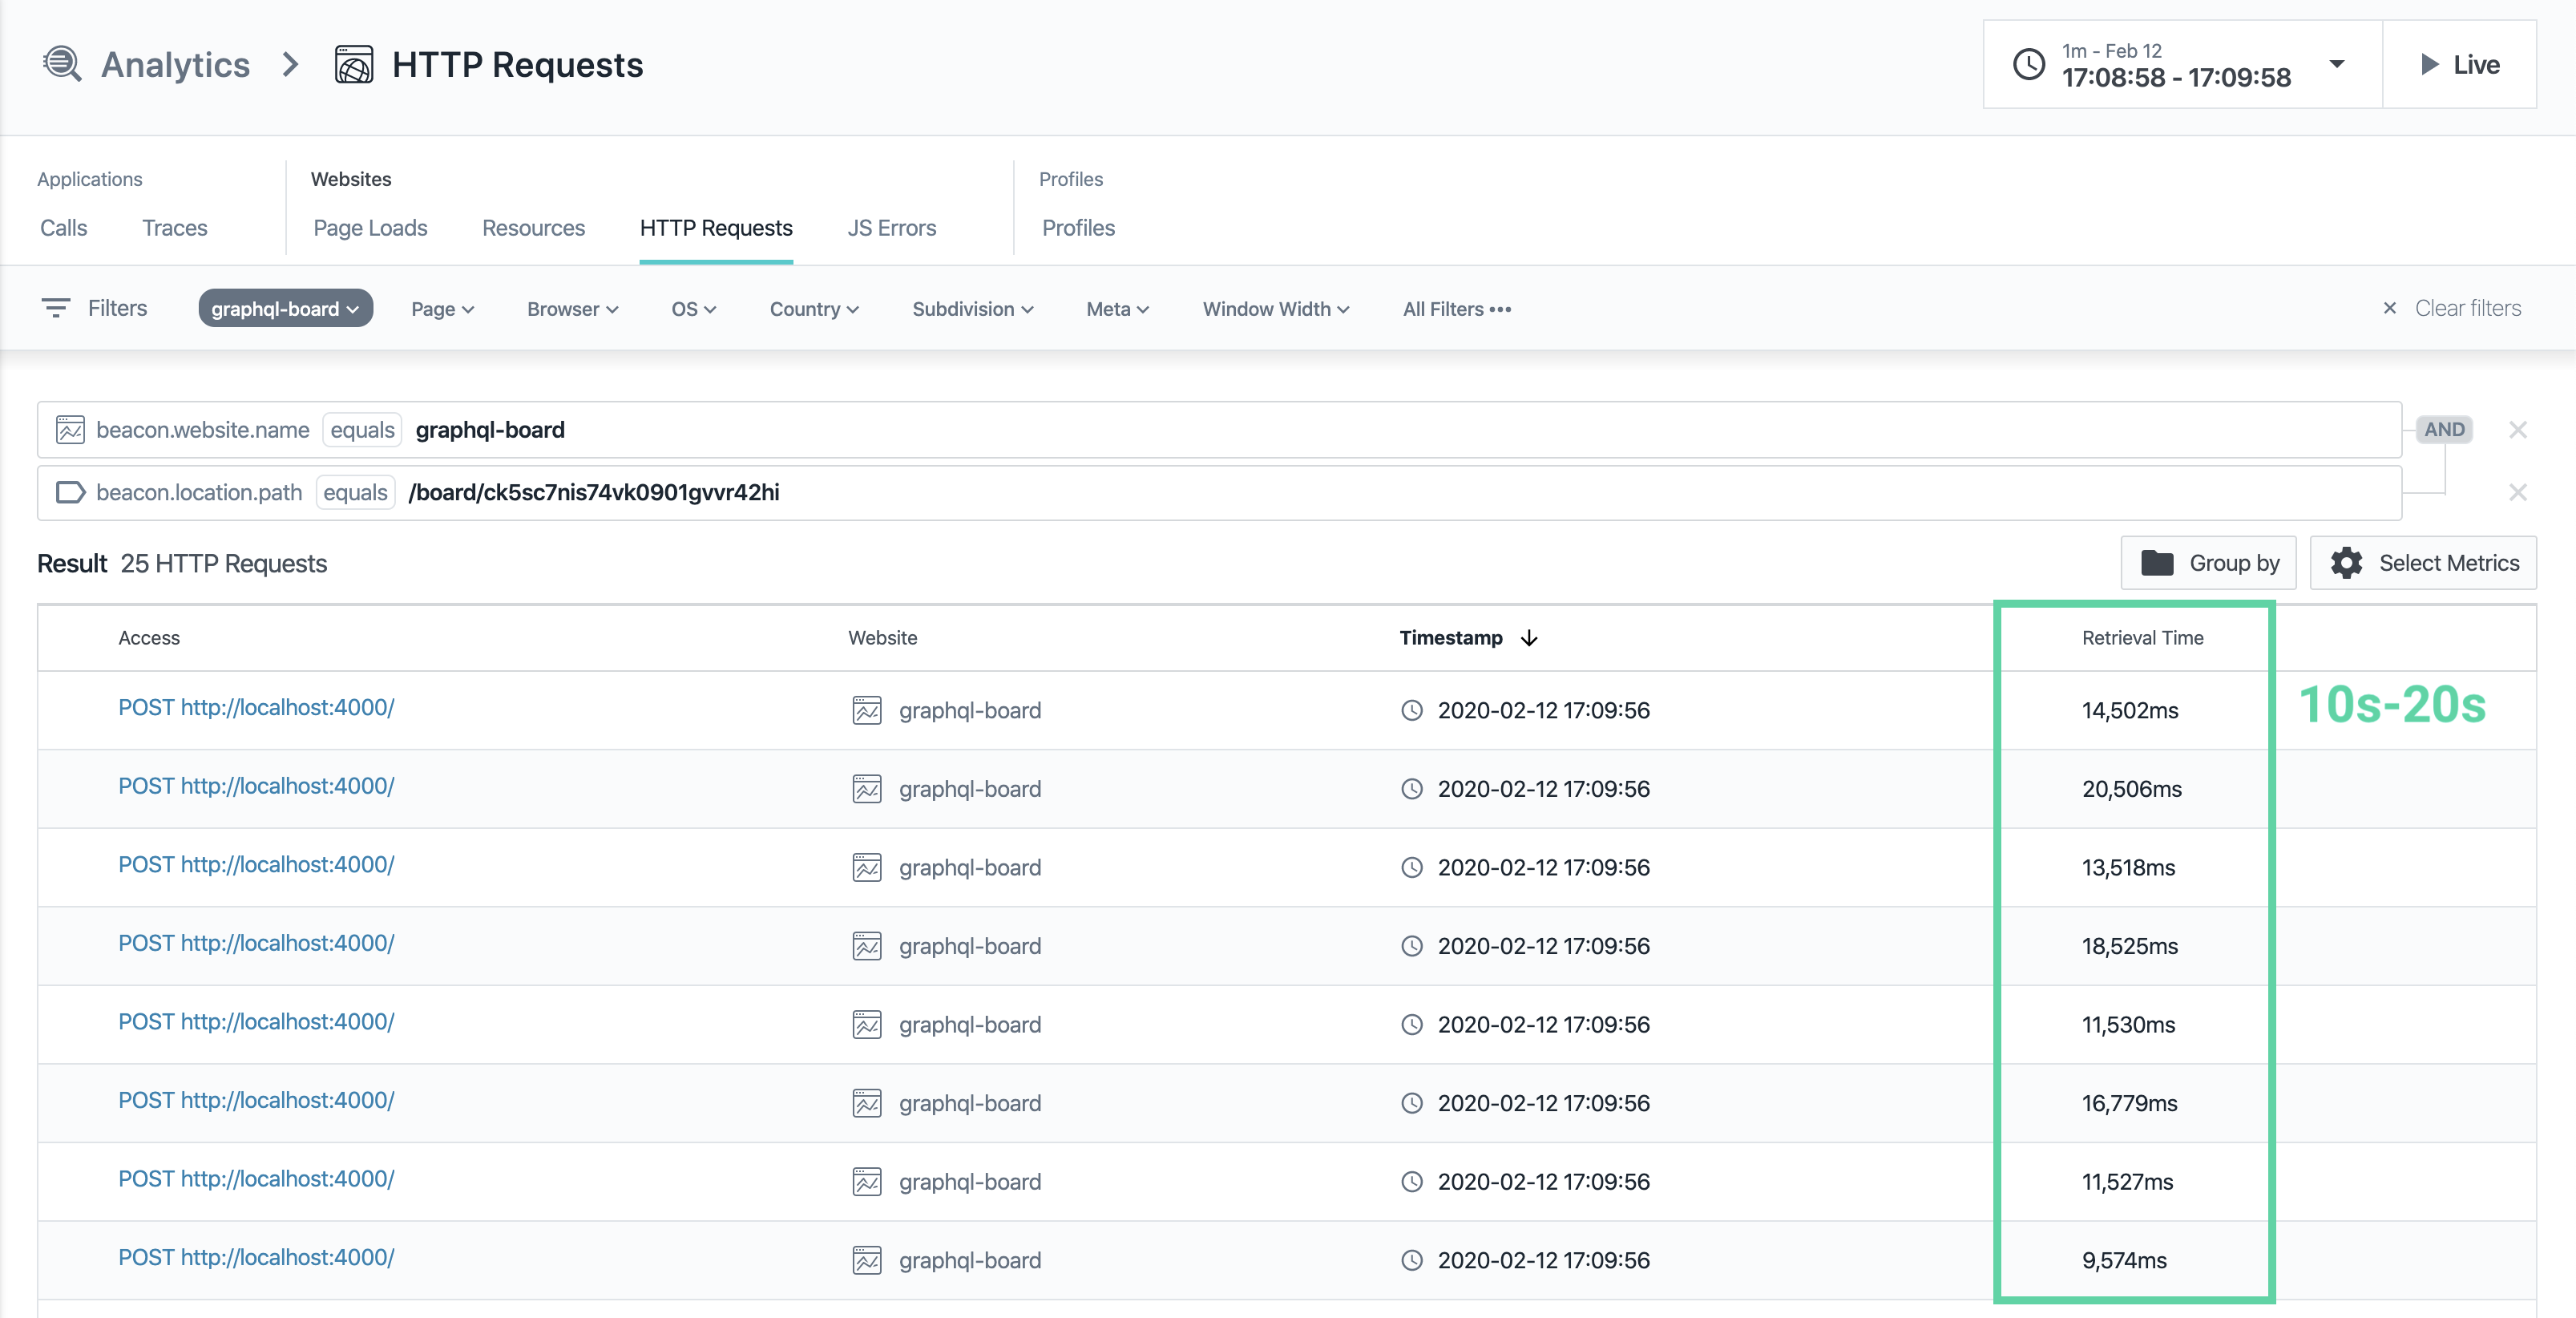 Analytics > HTTP Requests
1m - Feb 12
17:08:58 - 17:09:58
Live
Applications
Websites
Profiles
Calls
Traces
Page Loads
Resources
HTTP Requests
JS Errors
Profiles
Filters
graphql-board
Page
Browser
OS
Country
Subdivision
Meta
Window Width
All Filters •••
× Clear filters
beacon.website.name equals graphql-board
AND
beacon.location.path equals /board/ck5sc7nis74vk0901gvvr42hi
Result 25 HTTP Requests
Group by
Select Metrics
Access Website Timestamp ↓ Retrieval Time
POST http://localhost:4000/ graphql-board 2020-02-12 17:09:56 14,502ms
10s-20s
POST http://localhost:4000/ graphql-board 2020-02-12 17:09:56 20,506ms
POST http://localhost:4000/ graphql-board 2020-02-12 17:09:56 13,518ms
POST http://localhost:4000/ graphql-board 2020-02-12 17:09:56 18,525ms
POST http://localhost:4000/ graphql-board 2020-02-12 17:09:56 11,530ms
POST http://localhost:4000/ graphql-board 2020-02-12 17:09:56 16,779ms
POST http://localhost:4000/ graphql-board 2020-02-12 17:09:56 11,527ms
POST http://localhost:4000/ graphql-board 2020-02-12 17:09:56 9,574ms